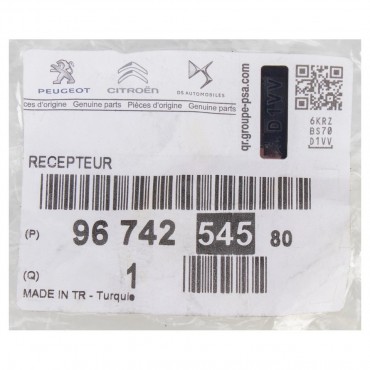 PEUGEOT CITROËN DS AUTOMOBILES
ces d'origine Genuine parts Pièces d'origine Genuine parts
qr.groupe-psa.com
D1VV
6KRZ
BS70
D1VV
RECEPTEUR
(P) 96 742 545 80
(Q) 1
MADE IN TR - Turquie